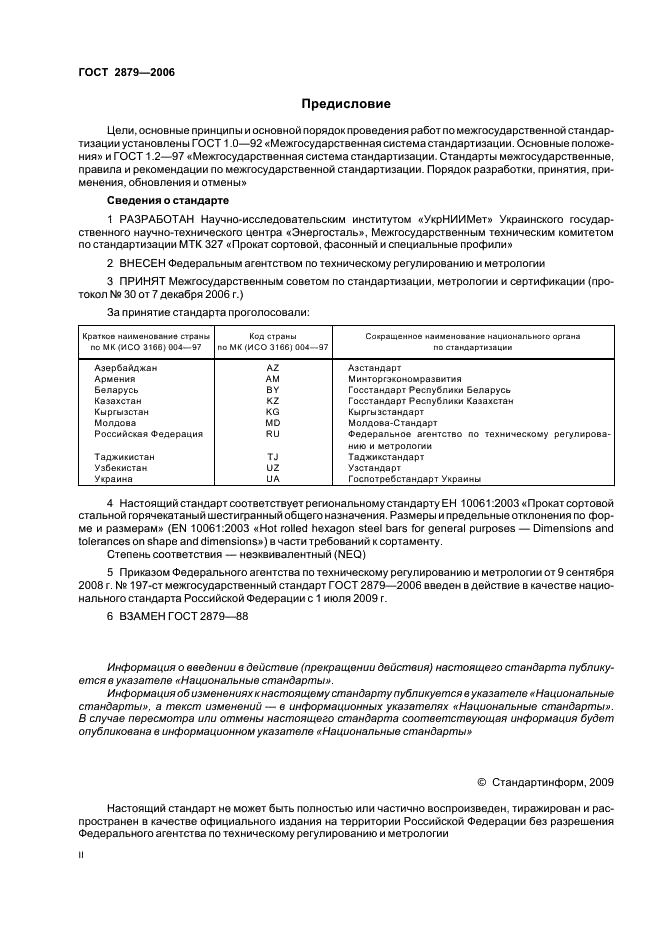 ГОСТ 2879—2006
Предисловие
Цели, основные принципы и основной порядок проведения работ по межгосударственной стандар-
тизации установлены ГОСТ 1.0—92 «Межгосударственная система стандартизации. Основные положе-
ния» и ГОСТ 1.2—97 «Межгосударственная система стандартизации. Стандарты межгосударственные,
правила и рекомендации по межгосударственной стандартизации. Порядок разработки, принятия, при-
менения, обновления и отмены»
Сведения о стандарте
1 РАЗРАБОТАН Научно-исследовательским институтом «УкрНИИМет» Украинского государ-
ственного научно-технического центра «Энергосталь», Межгосударственным техническим комитетом
по стандартизации МТК 327 «Прокат сортовой, фасонный и специальные профили»
2 ВНЕСЕН Федеральным агентством по техническому регулированию и метрологии
3 ПРИНЯТ Межгосударственным советом по стандартизации, метрологии и сертификации (про-
токол № 30 от 7 декабря 2006 г.)
За принятие стандарта проголосовали:
Краткое наименование страны Код страны Сокращенное наименование национального органа
по МК (ИСО 3166) 004—97 по МК (ИСО 3166) 004—97 по стандартизации
Азербайджан AZ Азстандарт
Армения AM Минторгэкономразвития
Беларусь BY Госстандарт Республики Беларусь
Казахстан KZ Госстандарт Республики Казахстан
Кыргызстан KG Кыргызстандарт
Молдова MD Молдова-Стандарт
Российская Федерация RU Федеральное агентство по техническому регулирова-
нию и метрологии
Таджикистан TJ Таджикстандарт
Узбекистан UZ Узстандарт
Украина UA Госпотребстандарт Украины
4 Настоящий стандарт соответствует региональному стандарту ЕН 10061:2003 «Прокат сортовой
стальной горячекатаный шестигранный общего назначения. Размеры и предельные отклонения по фор-
ме и размерам» (EN 10061:2003 «Hot rolled hexagon steel bars for general purposes — Dimensions and
tolerances on shape and dimensions») в части требований к сортаменту.
Степень соответствия — неэквивалентный (NEQ)
5 Приказом Федерального агентства по техническому регулированию и метрологии от 9 сентября
2008 г. № 197-ст межгосударственный стандарт ГОСТ 2879—2006 введен в действие в качестве нацио-
нального стандарта Российской Федерации с 1 июля 2009 г.
6 ВЗАМЕН ГОСТ 2879—88
Информация о введении в действие (прекращении действия) настоящего стандарта публику-
ется в указателе «Национальные стандарты».
Информация об изменениях к настоящему стандарту публикуется в указателе «Национальные
стандарты», а текст изменений — в информационных указателях «Национальные стандарты».
В случае пересмотра или отмены настоящего стандарта соответствующая информация будет
опубликована в информационном указателе «Национальные стандарты»
© Стандартинформ, 2009
Настоящий стандарт не может быть полностью или частично воспроизведен, тиражирован и рас-
пространен в качестве официального издания на территории Российской Федерации без разрешения
Федерального агентства по техническому регулированию и метрологии
II